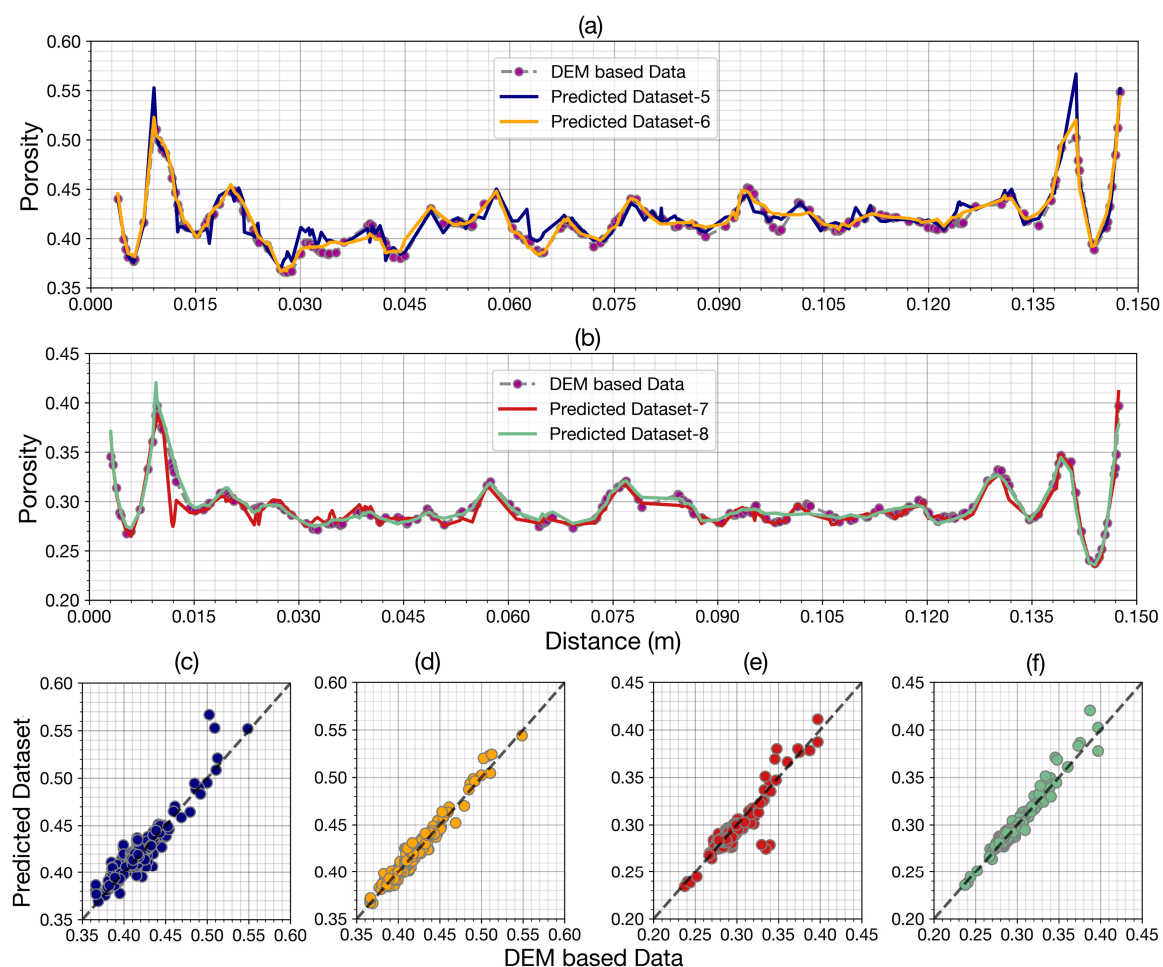 (a)
0.60
0.55
0.50
0.45
0.40
0.35
Porosity
DEM based Data
Predicted Dataset-5
Predicted Dataset-6
0.000 0.015 0.030 0.045 0.060 0.075 0.090 0.105 0.120 0.135 0.150
(b)
0.45
0.40
0.35
0.30
0.25
0.20
Porosity
DEM based Data
Predicted Dataset-7
Predicted Dataset-8
0.000 0.015 0.030 0.045 0.060 0.075 0.090 0.105 0.120 0.135 0.150
Distance (m)
(c)
0.60
0.55
0.50
0.45
0.40
0.35
Predicted Dataset
0.35 0.40 0.45 0.50 0.55 0.60
(d)
0.60
0.55
0.50
0.45
0.40
0.35
0.35 0.40 0.45 0.50 0.55 0.60
(e)
0.45
0.40
0.35
0.30
0.25
0.20
0.20 0.25 0.30 0.35 0.40 0.45
(f)
0.45
0.40
0.35
0.30
0.25
0.20
0.20 0.25 0.30 0.35 0.40 0.45
DEM based Data